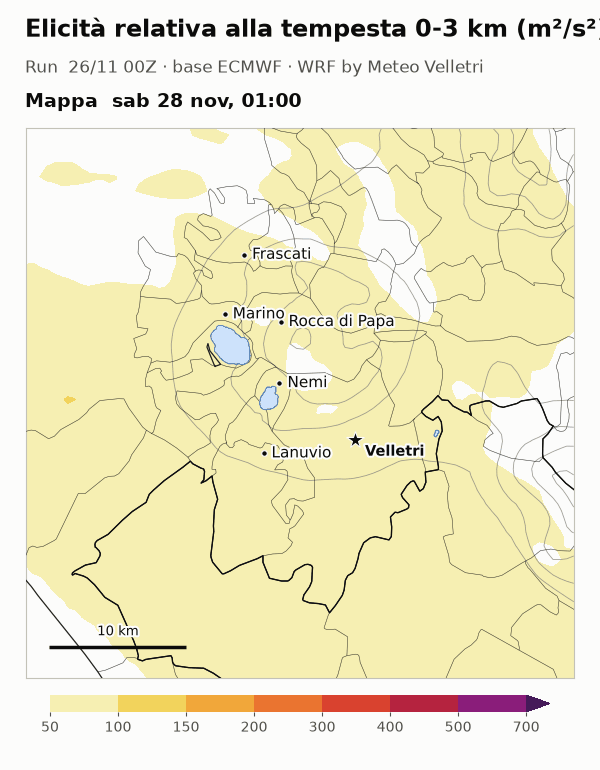 Elicità relativa alla tempesta 0-3 km (m²/s²)
Run 26/11 00Z · base ECMWF · WRF by Meteo Velletri
Mappa sab 28 nov, 01:00
Frascati
Marino
Rocca di Papa
Nemi
Velletri
Lanuvio
10 km
50 100 150 200 300 400 500 700